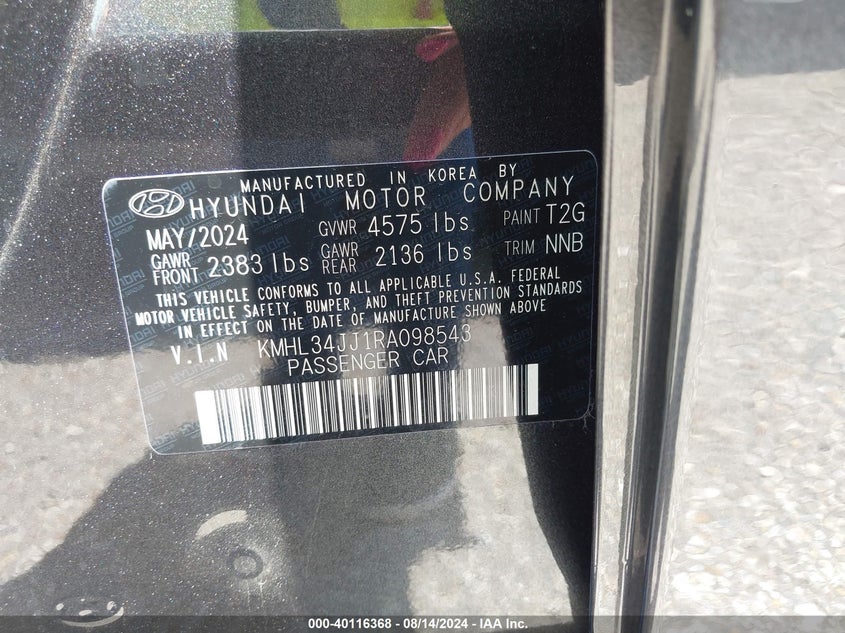 MANUFACTURED IN KOREA BY
HYUNDAI MOTOR COMPANY
MAY/2024 GVWR 4575 lbs PAINT T2G
GAWR FRONT 2383 lbs GAWR REAR 2136 lbs TRIM NNB
THIS VEHICLE CONFORMS TO ALL APPLICABLE U.S.A. FEDERAL
MOTOR VEHICLE SAFETY, BUMPER, AND THEFT PREVENTION STANDARDS
IN EFFECT ON THE DATE OF MANUFACTURE SHOWN ABOVE
V.I.N KMHL34JJ1RA098543
PASSENGER CAR
000-40116368 - 08/14/2024 - IAA Inc.